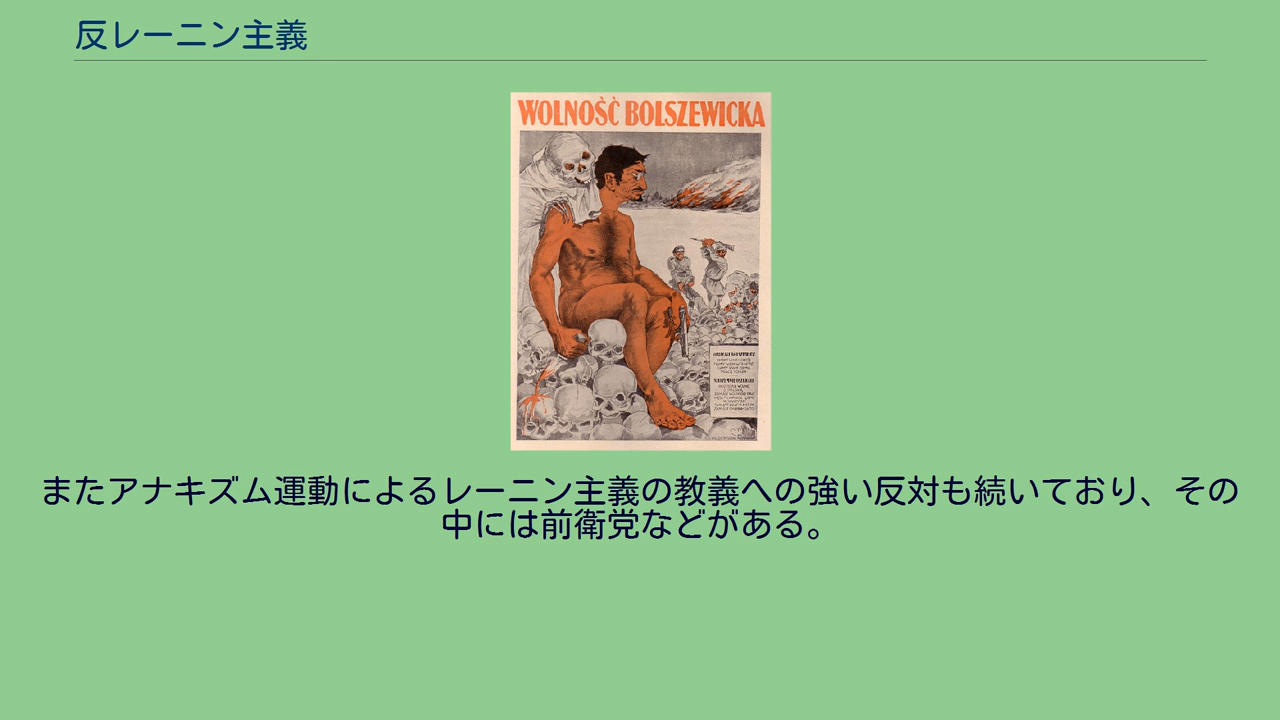 反レーニン主義
WOLNOŚĆ BOLSZEWICKA
またアナキズム運動によるレーニン主義の教義への強い反対も続いており、その
中には前衛党などがある。